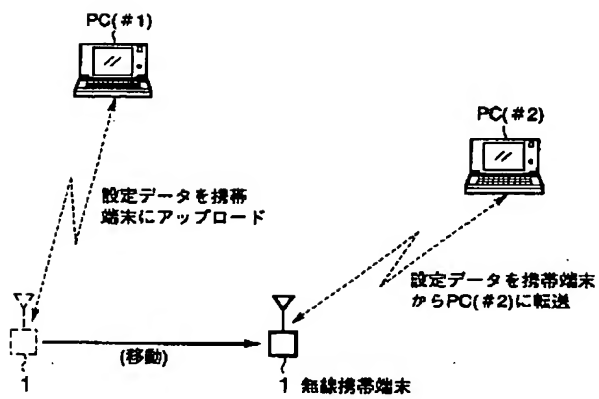 PC(#1)
PC(#2)
設定データを携帯
端末にアップロード
設定データを携帯端末
からPC(#2)に転送
(移動)
1
1 無線携帯端末